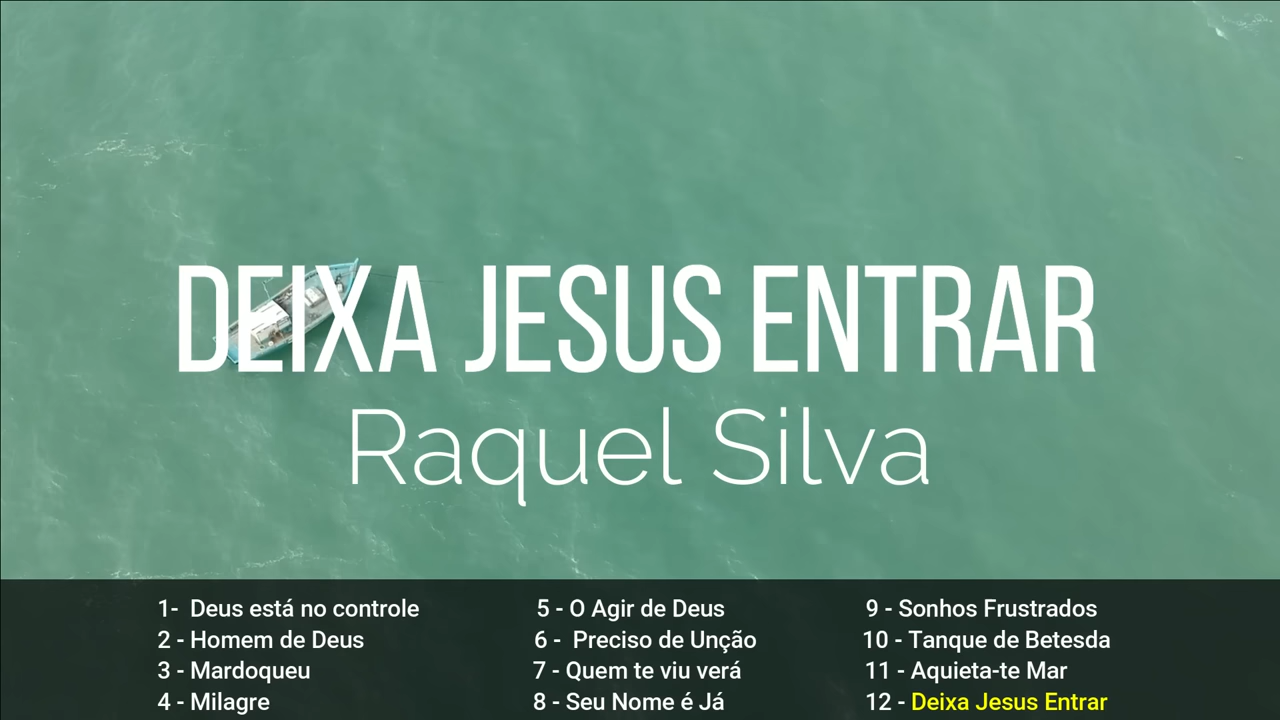 DEIXA JESUS ENTRAR
Raquel Silva
1- Deus está no controle
2 - Homem de Deus
3 - Mardoqueu
4 - Milagre
5 - O Agir de Deus
6 - Preciso de Unção
7 - Quem te viu verá
8 - Seu Nome é Já
9 - Sonhos Frustrados
10 - Tanque de Betesda
11 - Aquieta-te Mar
12 - Deixa Jesus Entrar